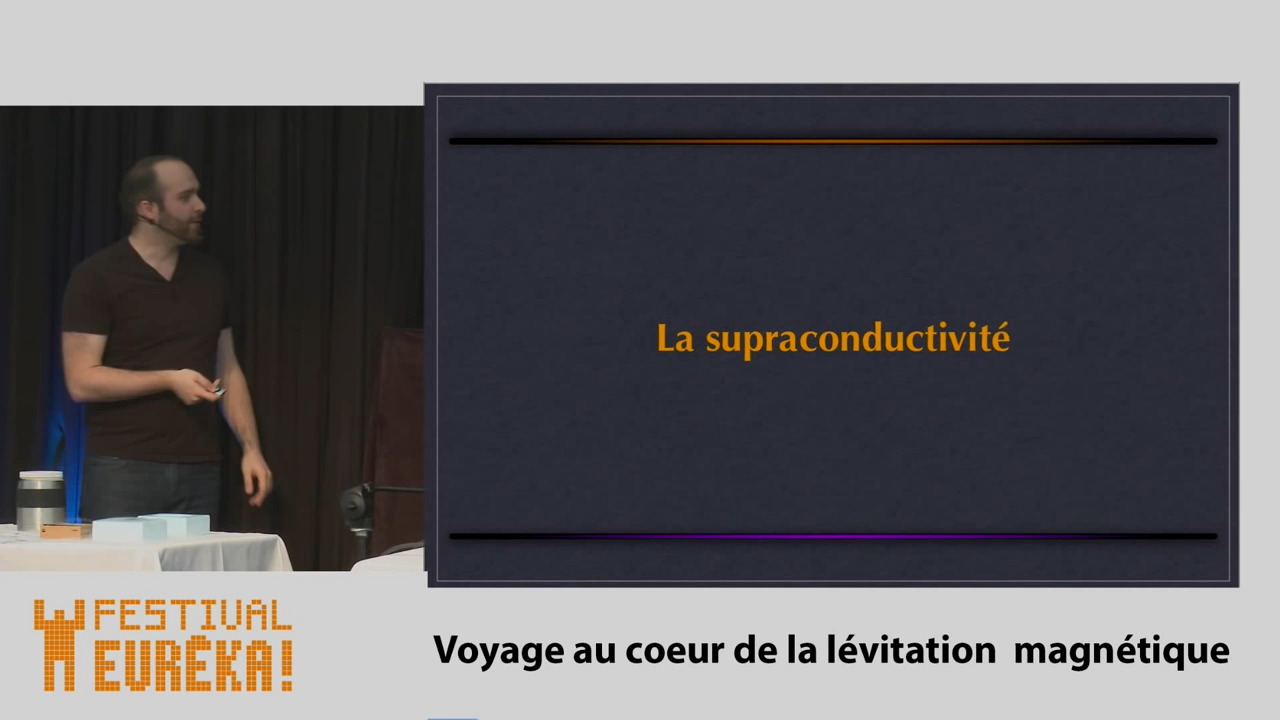 La supraconductivité
FESTIVAL
EURÊKA!
Voyage au coeur de la lévitation magnétique